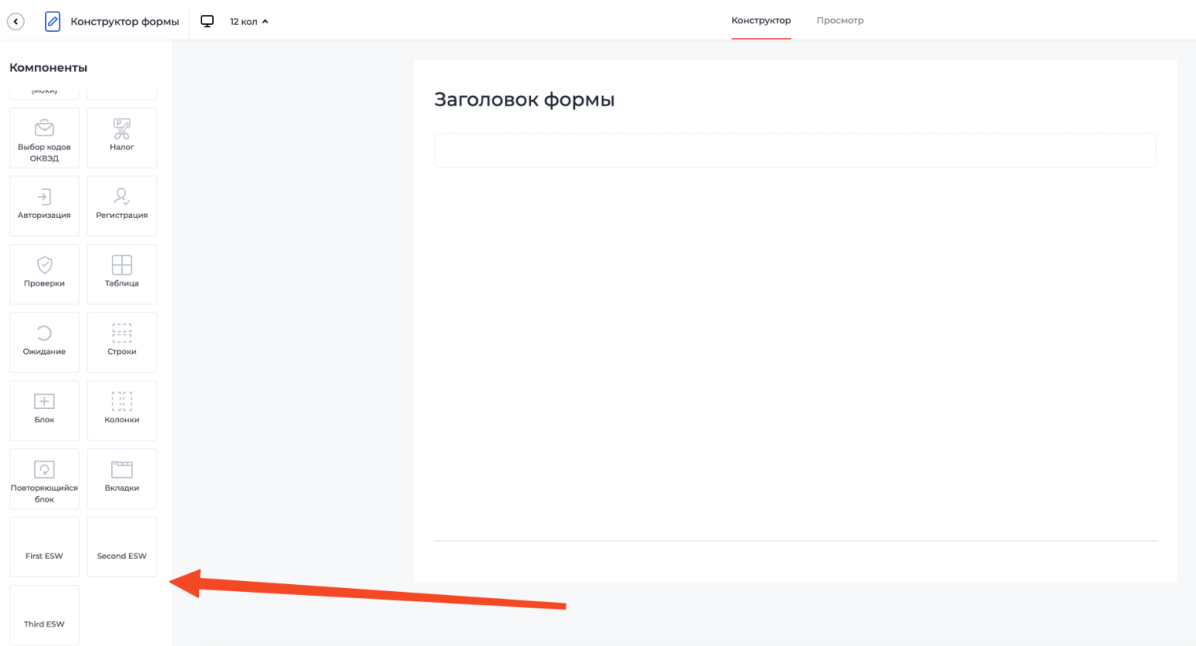 Конструктор формы
12 кол
Конструктор
Просмотр
Компоненты
Заголовок формы
Выбор кодов
ОКВЭД
Налог
Авторизация
Регистрация
Проверки
Таблица
Ожидание
Строки
Блок
Колонки
Повторяющийся
блок
Вкладки
First ESW
Second ESW
Third ESW